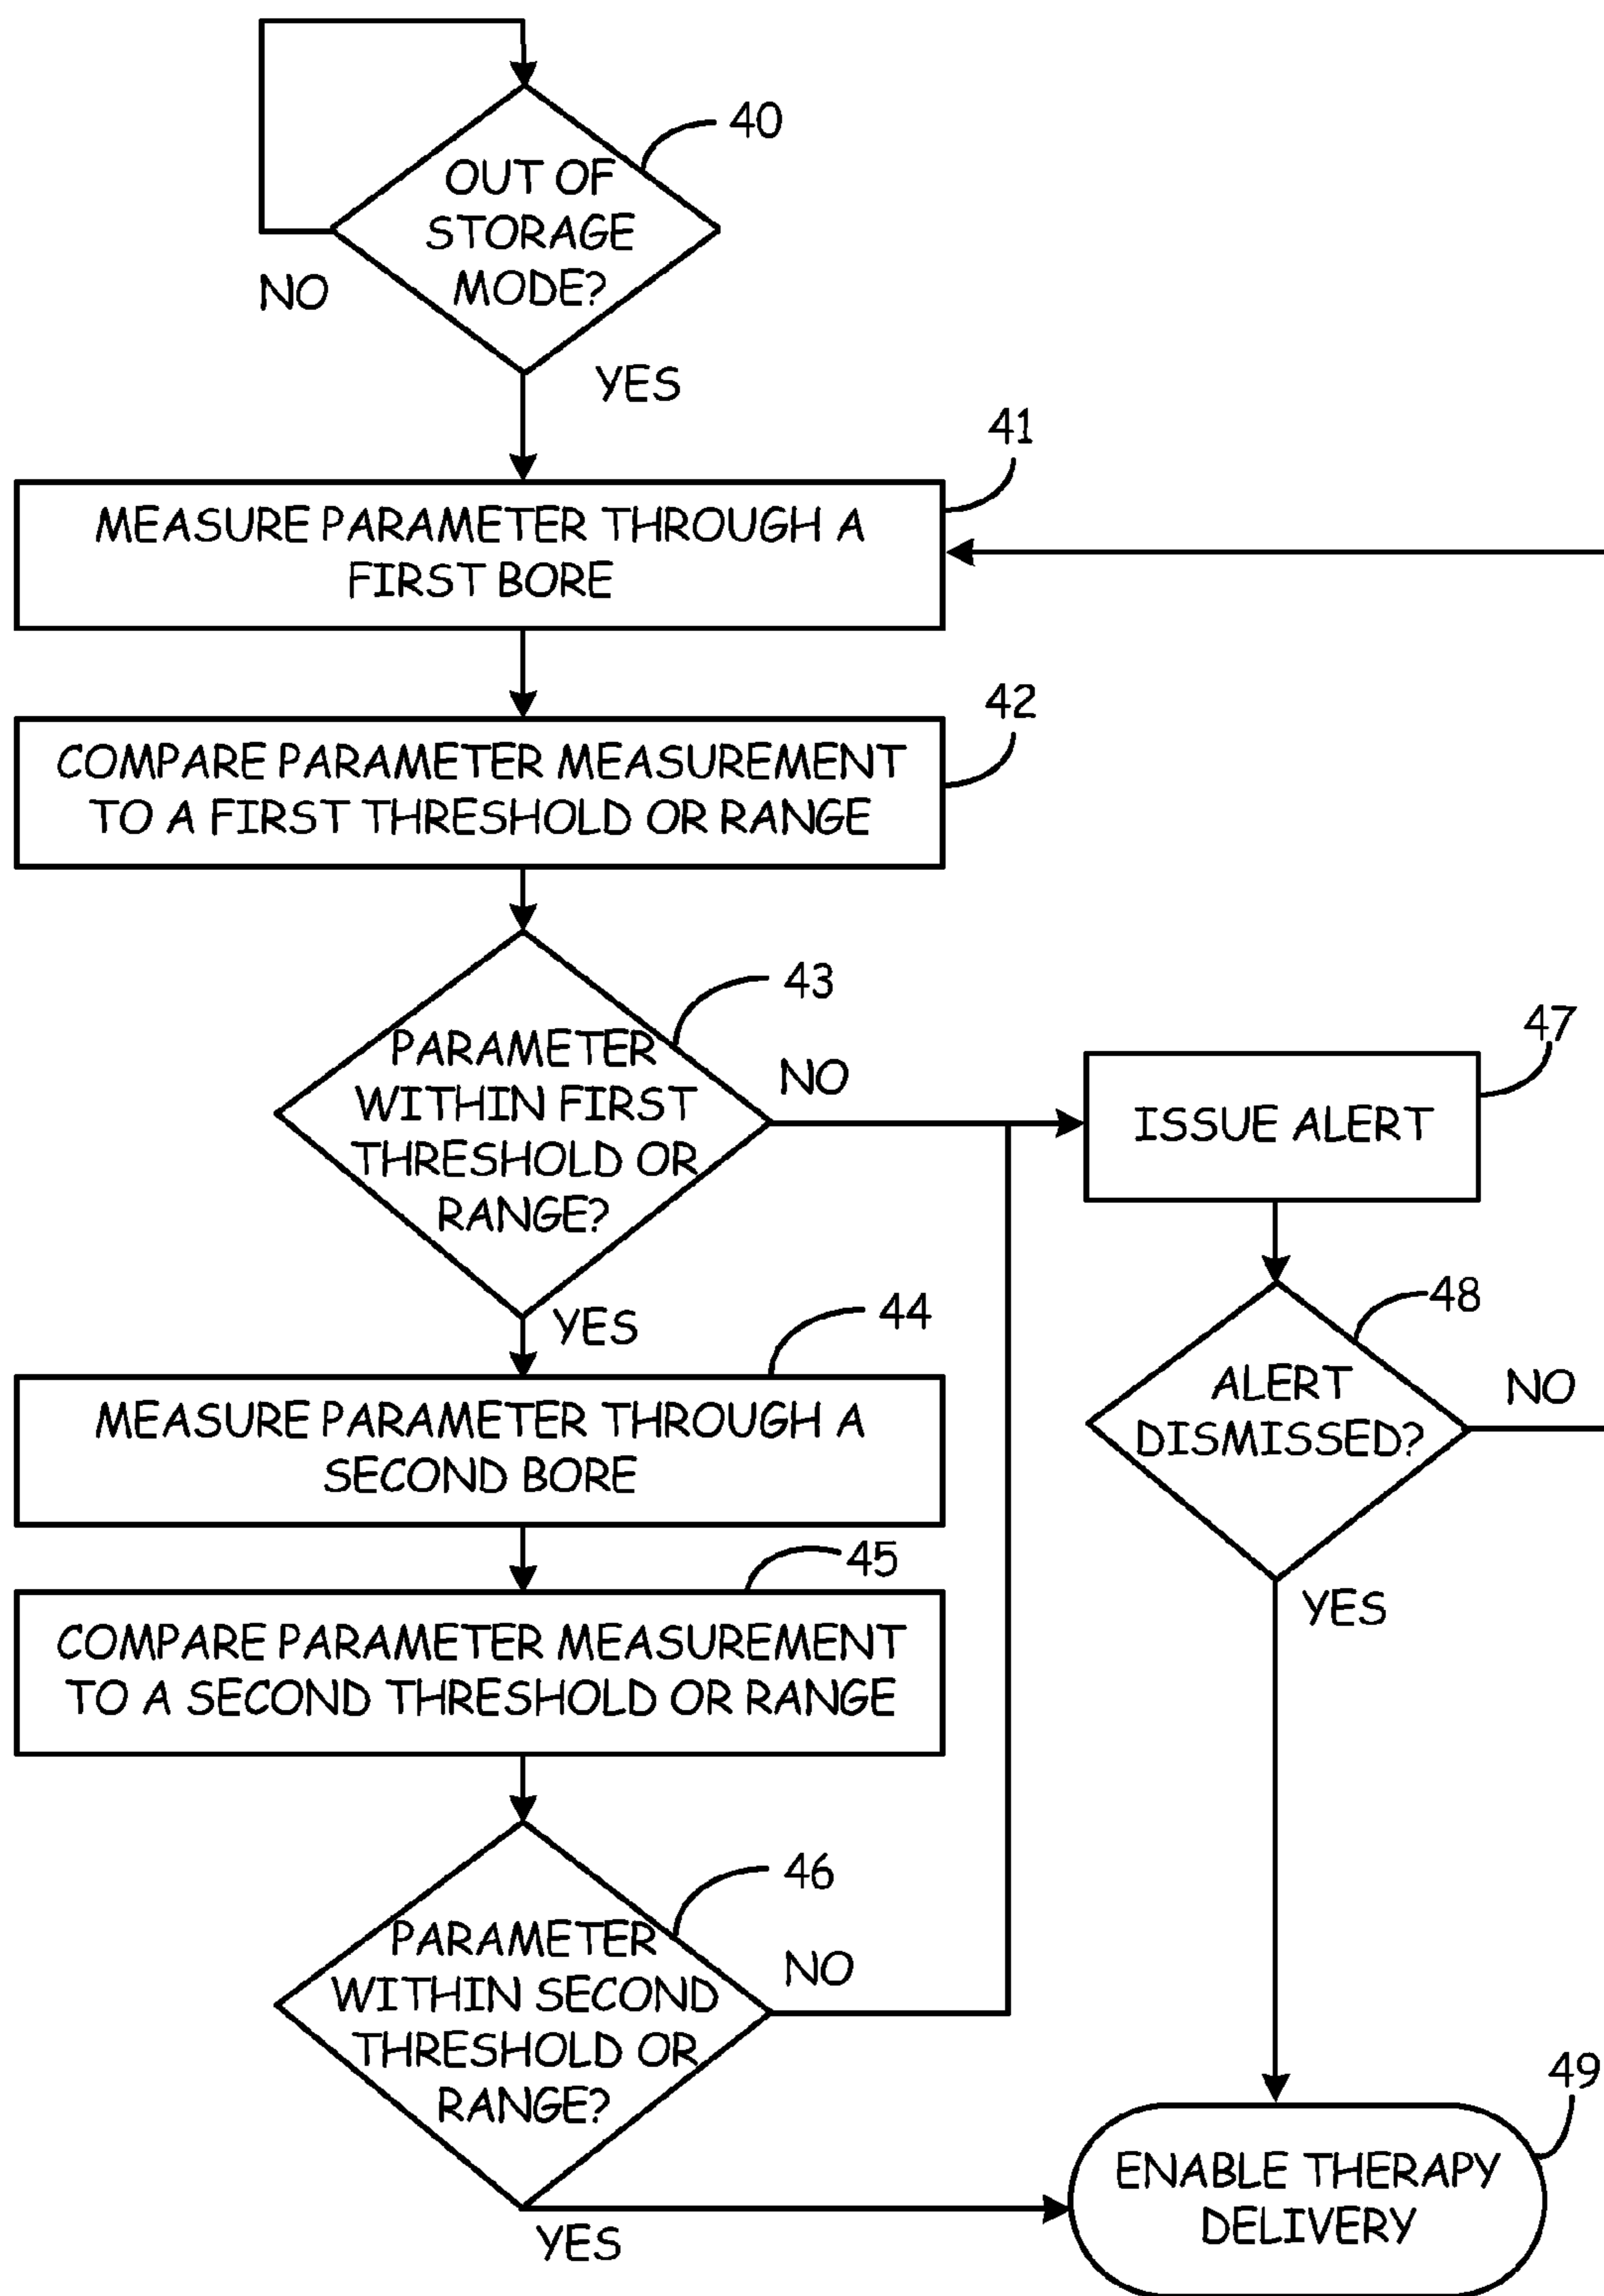 40
OUT OF
STORAGE
MODE?
NO
YES
41
MEASURE PARAMETER THROUGH A
FIRST BORE
42
COMPARE PARAMETER MEASUREMENT
TO A FIRST THRESHOLD OR RANGE
43
PARAMETER
WITHIN FIRST
THRESHOLD OR
RANGE?
NO
YES
47
ISSUE ALERT
44
MEASURE PARAMETER THROUGH A
SECOND BORE
48
ALERT
DISMISSED?
NO
YES
45
COMPARE PARAMETER MEASUREMENT
TO A SECOND THRESHOLD OR RANGE
46
PARAMETER
WITHIN SECOND
THRESHOLD OR
RANGE?
NO
YES
49
ENABLE THERAPY
DELIVERY